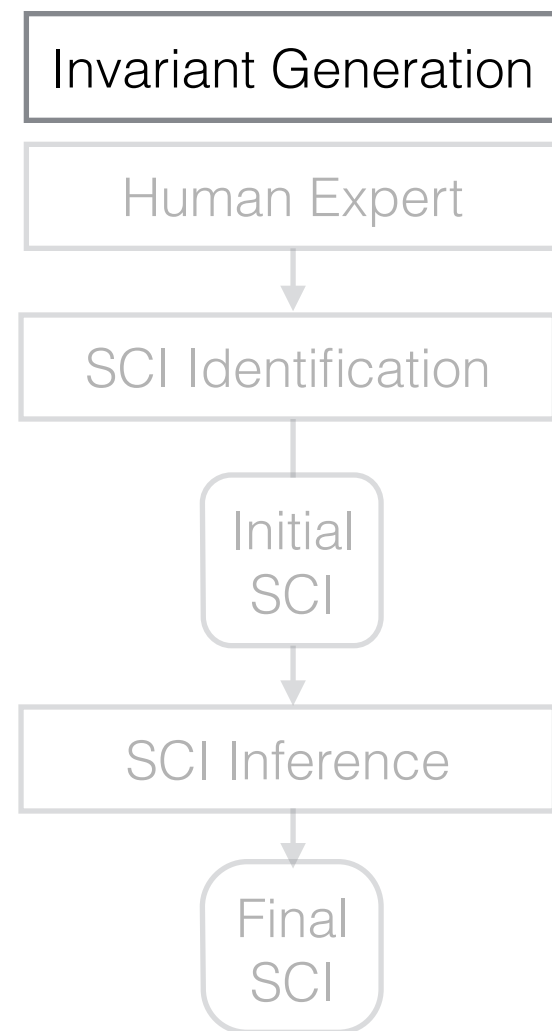 Invariant Generation
Human Expert
SCI Identification
Initial
SCI
SCI Inference
Final
SCI